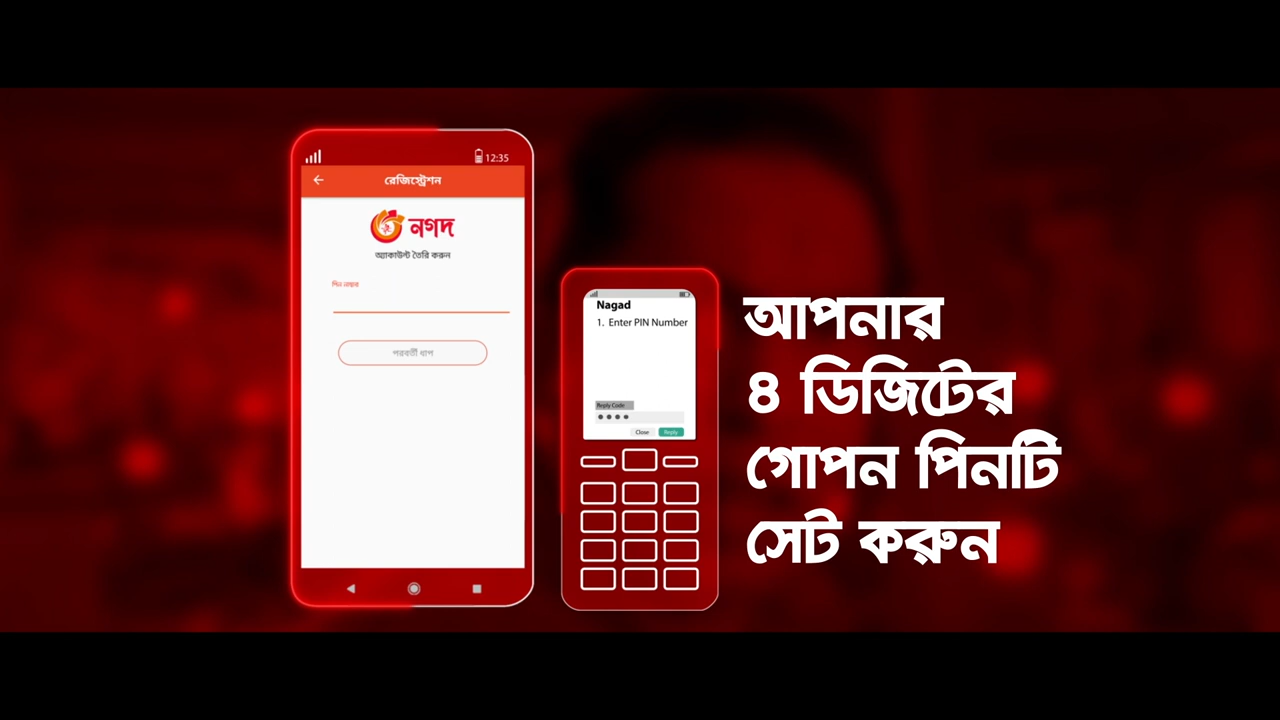 12:35
রেজিস্ট্রেশন
নগদ
অ্যাকাউন্ট তৈরি করুন
পিন নাম্বার
পরবর্তী ধাপ
Nagad
1. Enter PIN Number
Reply Code
Close Reply
আপনার
৪ ডিজিটের
গোপন পিনটি
সেট করুন